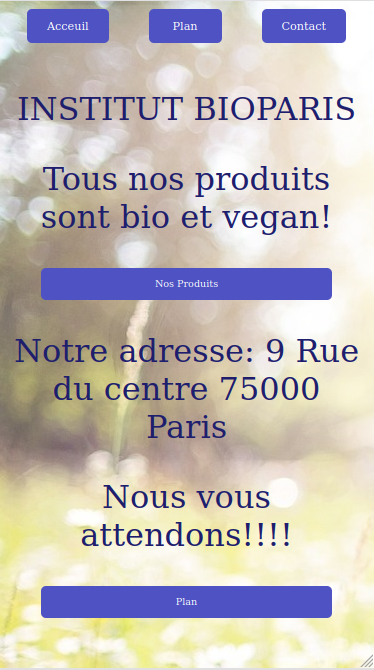 Acceuil Plan Contact
INSTITUT BIOPARIS
Tous nos produits
sont bio et vegan!
Nos Produits
Notre adresse: 9 Rue
du centre 75000
Paris
Nous vous
attendons!!!!
Plan